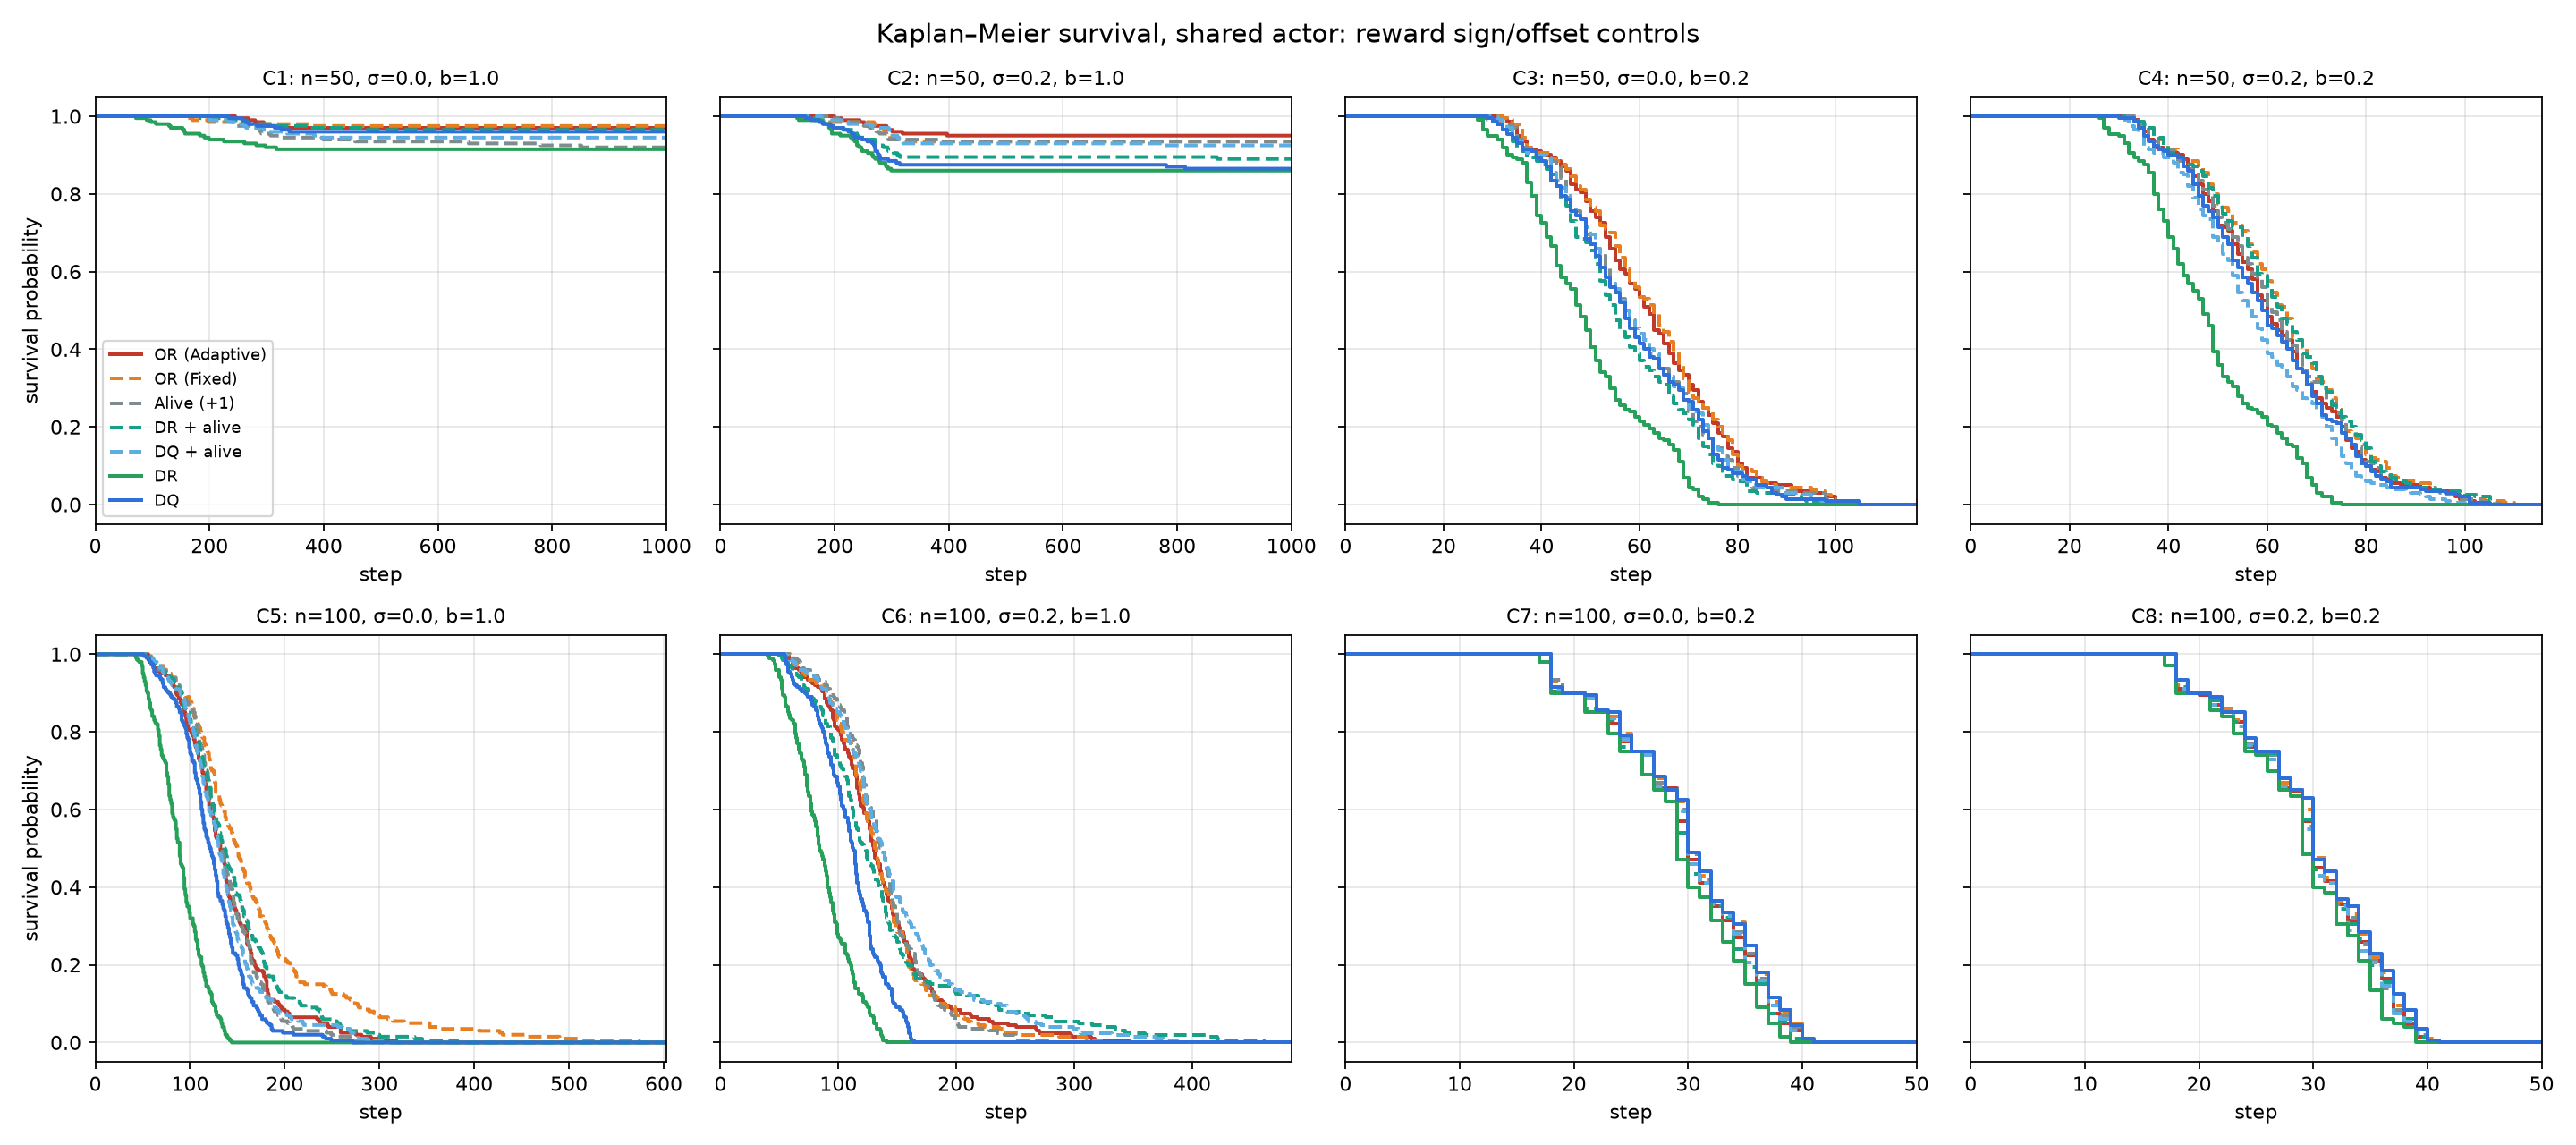 Kaplan–Meier survival, shared actor: reward sign/offset controls
C1: n=50, σ=0.0, b=1.0
C2: n=50, σ=0.2, b=1.0
C3: n=50, σ=0.0, b=0.2
C4: n=50, σ=0.2, b=0.2
survival probability
1.0
0.8
0.6
0.4
0.2
0.0
OR (Adaptive)
OR (Fixed)
Alive (+1)
DR + alive
DQ + alive
DR
DQ
0 200 400 600 800 1000
0 200 400 600 800 1000
0 20 40 60 80 100
0 20 40 60 80 100
step
step
step
step
C5: n=100, σ=0.0, b=1.0
C6: n=100, σ=0.2, b=1.0
C7: n=100, σ=0.0, b=0.2
C8: n=100, σ=0.2, b=0.2
survival probability
1.0
0.8
0.6
0.4
0.2
0.0
0 100 200 300 400 500 600
0 100 200 300 400
0 10 20 30 40 50
0 10 20 30 40 50
step
step
step
step